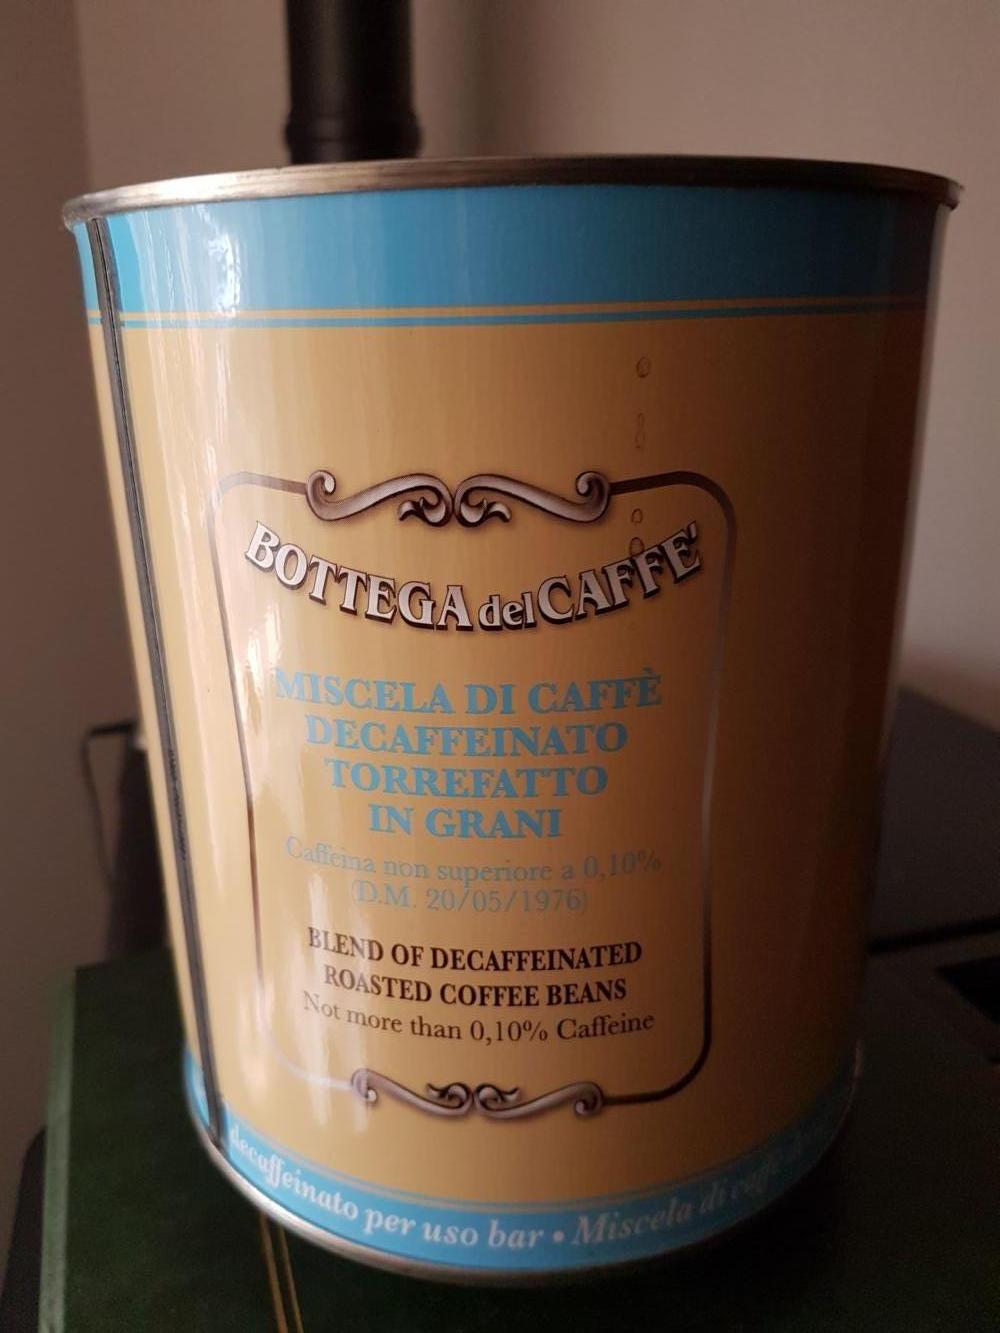 BOTTEGA del CAFFE'
MISCELA DI CAFFÈ
DECAFFEINATO
TORREFATTO
IN GRANI
Caffeina non superiore a 0,10%
(D.M. 20/05/1976)
BLEND OF DECAFFEINATED
ROASTED COFFEE BEANS
Not more than 0,10% Caffeine
decaffeinato per uso bar • Miscela di caffè